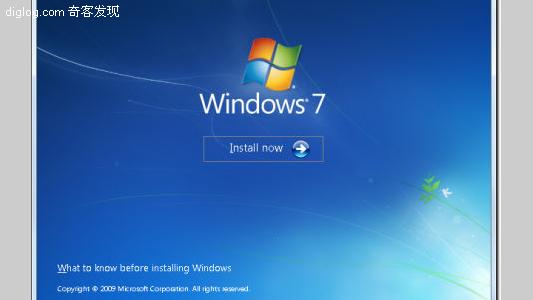 diglog.com 奇客发现
Windows® 7
Install now
What to know before installing Windows
Copyright © 2009 Microsoft Corporation. All rights reserved.